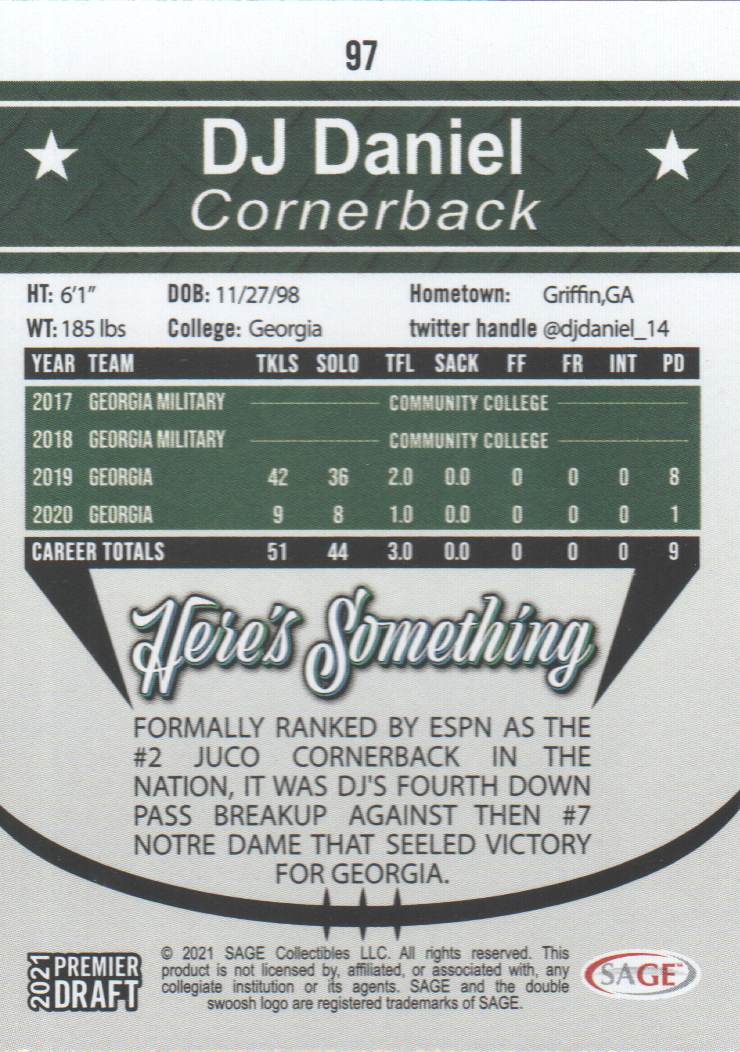 97
DJ Daniel
Cornerback
HT: 6'1" DOB: 11/27/98 Hometown: Griffin,GA
WT: 185 lbs College: Georgia twitter handle @djdaniel_14
YEAR TEAM TKLS SOLO TFL SACK FF FR INT PD
2017 GEORGIA MILITARY COMMUNITY COLLEGE
2018 GEORGIA MILITARY COMMUNITY COLLEGE
2019 GEORGIA 42 36 2.0 0.0 0 0 0 8
2020 GEORGIA 9 8 1.0 0.0 0 0 0 1
CAREER TOTALS 51 44 3.0 0.0 0 0 0 9
Here's Something
FORMALLY RANKED BY ESPN AS THE
#2 JUCO CORNERBACK IN THE
NATION, IT WAS DJ'S FOURTH DOWN
PASS BREAKUP AGAINST THEN #7
NOTRE DAME THAT SEELED VICTORY
FOR GEORGIA.
2021 PREMIER
DRAFT
© 2021 SAGE Collectibles LLC. All rights reserved. This
product is not licensed by, affiliated, or associated with, any
collegiate institution or its agents. SAGE and the double
swoosh logo are registered trademarks of SAGE.
SAGE™